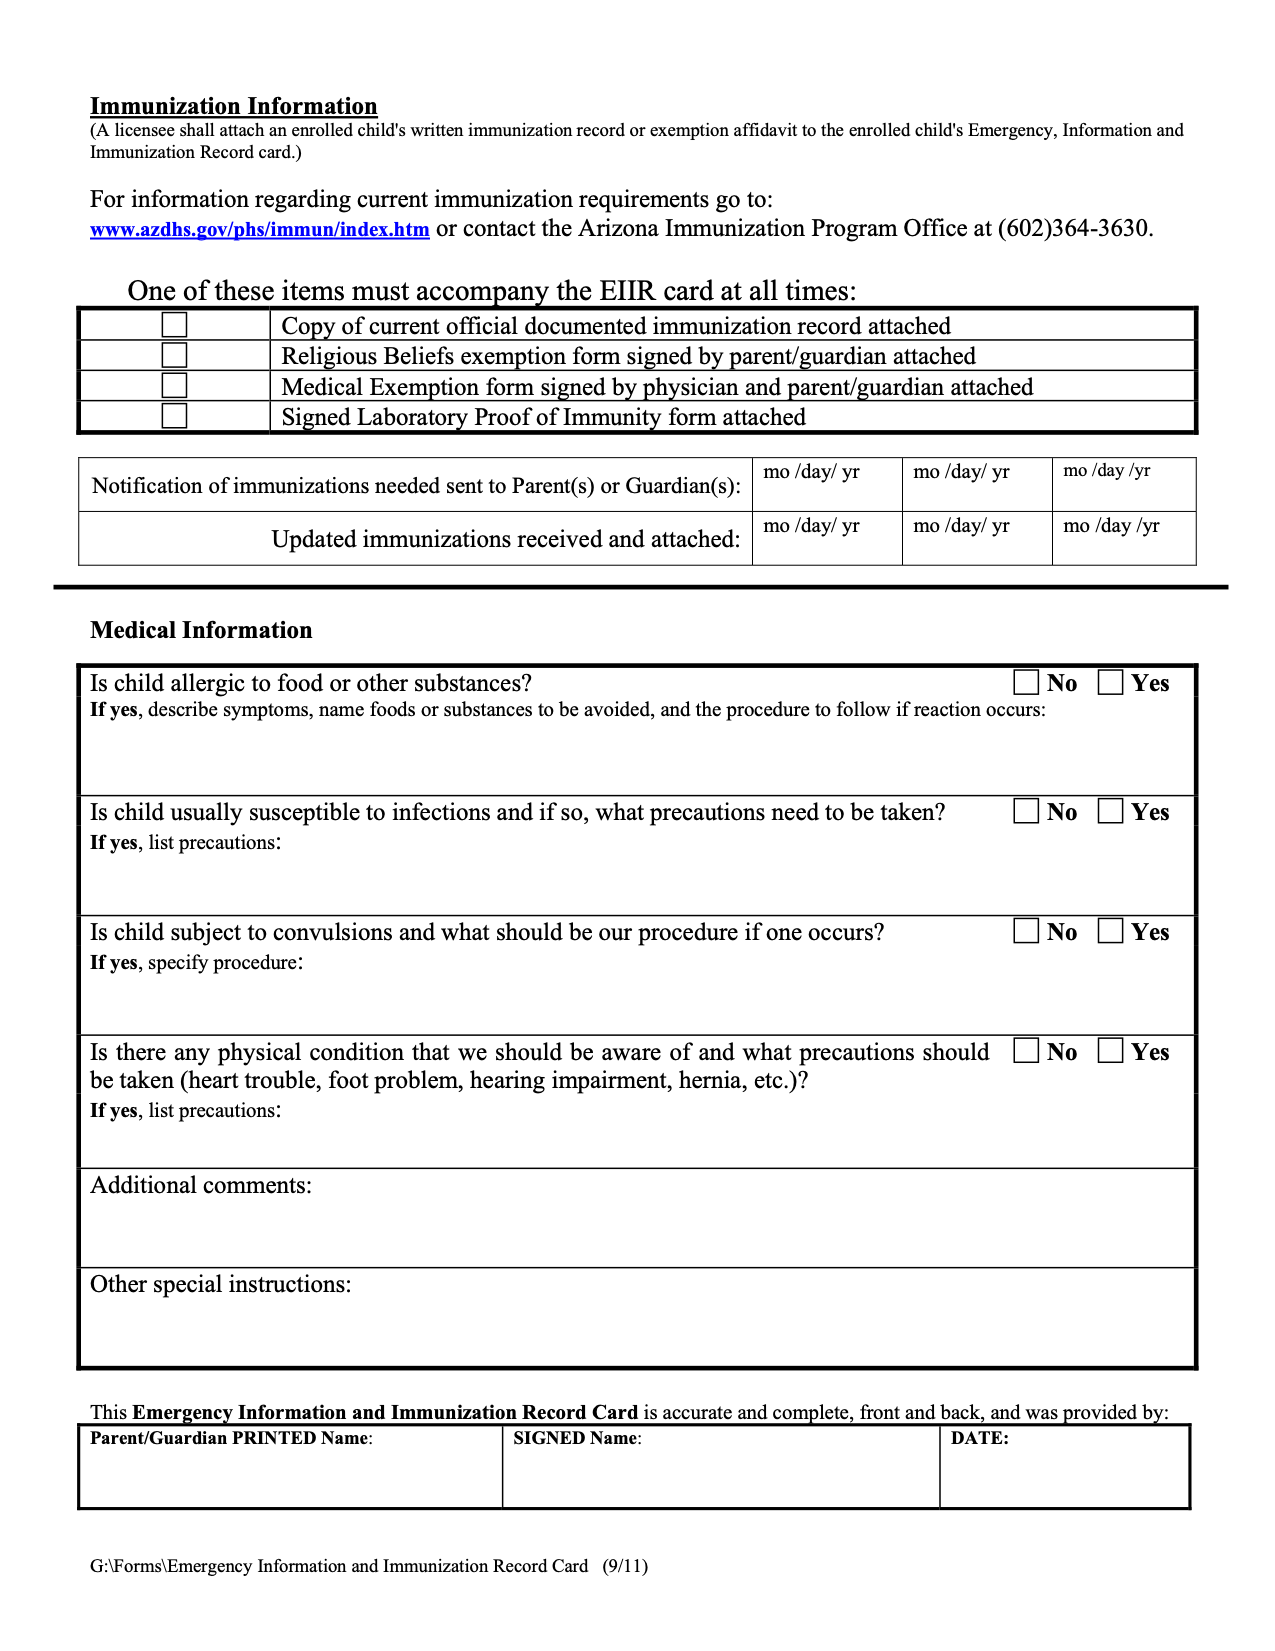 Immunization Information
(A licensee shall attach an enrolled child's written immunization record or exemption affidavit to the enrolled child's Emergency, Information and
Immunization Record card.)
For information regarding current immunization requirements go to:
www.azdhs.gov/phs/immun/index.htm or contact the Arizona Immunization Program Office at (602)364-3630.
One of these items must accompany the EIIR card at all times:
Copy of current official documented immunization record attached
Religious Beliefs exemption form signed by parent/guardian attached
Medical Exemption form signed by physician and parent/guardian attached
Signed Laboratory Proof of Immunity form attached
Notification of immunizations needed sent to Parent(s) or Guardian(s): mo /day/ yr mo /day/ yr mo /day /yr
Updated immunizations received and attached: mo /day/ yr mo /day/ yr mo /day /yr
Medical Information
Is child allergic to food or other substances? No Yes
If yes, describe symptoms, name foods or substances to be avoided, and the procedure to follow if reaction occurs:
Is child usually susceptible to infections and if so, what precautions need to be taken? No Yes
If yes, list precautions:
Is child subject to convulsions and what should be our procedure if one occurs? No Yes
If yes, specify procedure:
Is there any physical condition that we should be aware of and what precautions should No Yes
be taken (heart trouble, foot problem, hearing impairment, hernia, etc.)?
If yes, list precautions:
Additional comments:
Other special instructions:
This Emergency Information and Immunization Record Card is accurate and complete, front and back, and was provided by:
Parent/Guardian PRINTED Name: SIGNED Name: DATE:
G:\Forms\Emergency Information and Immunization Record Card (9/11)